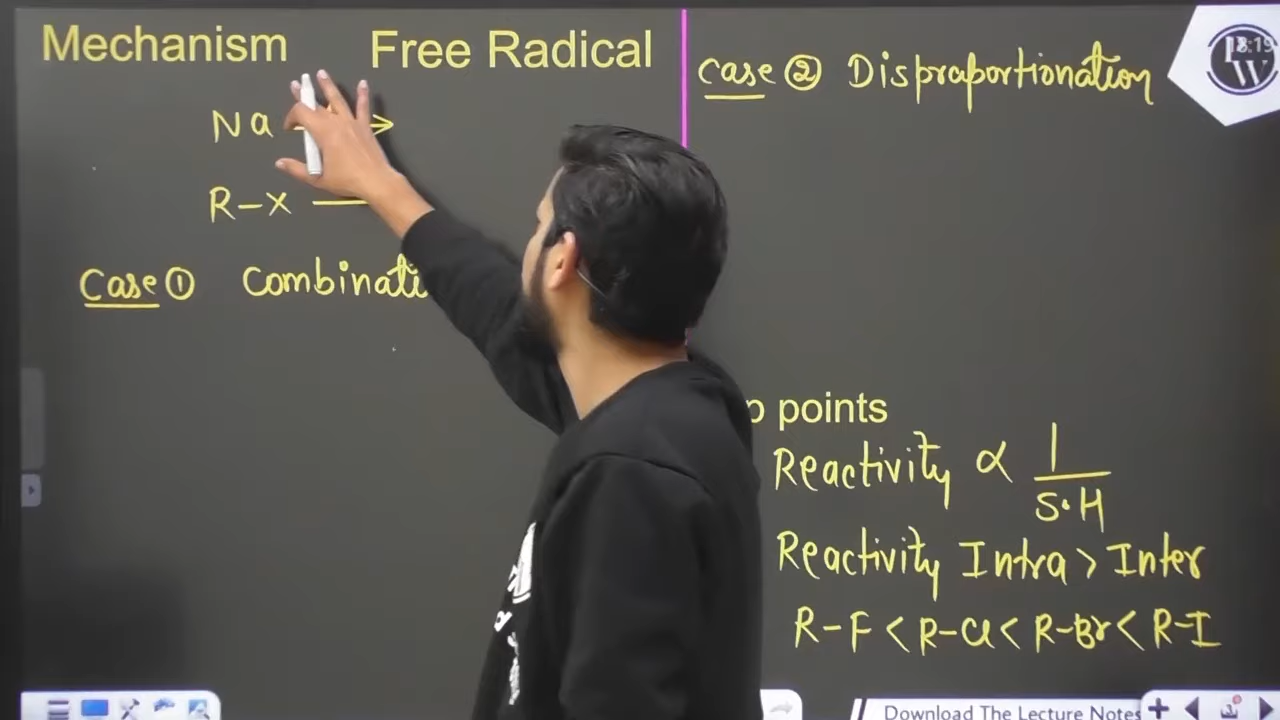 Mechanism Free Radical
Na →
R-X —
Case ① Combinati
Case ② Dispraportionation
p points
Reactivity ∝ 1/S.H
Reactivity Intra > Inter
R-F < R-Cl < R-Br < R-I
Download The Lecture Notes